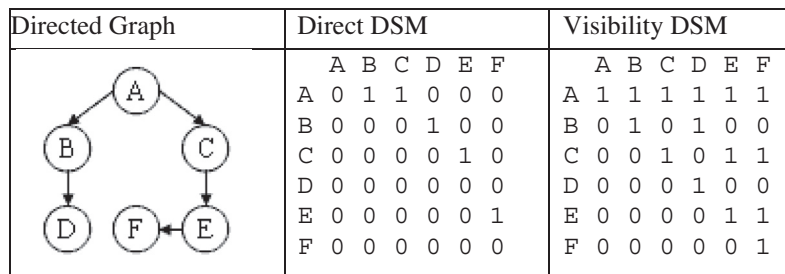 Directed Graph
Direct DSM
Visibility DSM
A
B
C
D
F
E
A B C D E F
A 0 1 1 0 0 0
B 0 0 0 1 0 0
C 0 0 0 0 1 0
D 0 0 0 0 0 0
E 0 0 0 0 0 1
F 0 0 0 0 0 0
A B C D E F
A 1 1 1 1 1 1
B 0 1 0 1 0 0
C 0 0 1 0 1 1
D 0 0 0 1 0 0
E 0 0 0 0 1 1
F 0 0 0 0 0 1